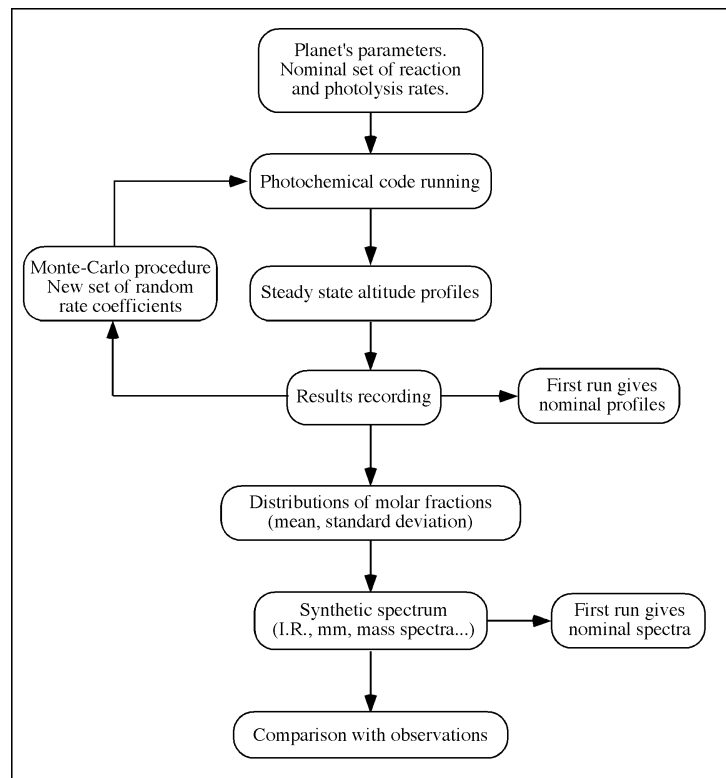 Planet's parameters.
Nominal set of reaction
and photolysis rates.
Photochemical code running
Monte-Carlo procedure
New set of random
rate coefficients
Steady state altitude profiles
Results recording
First run gives
nominal profiles
Distributions of molar fractions
(mean, standard deviation)
Synthetic spectrum
(I.R., mm, mass spectra...)
First run gives
nominal spectra
Comparison with observations